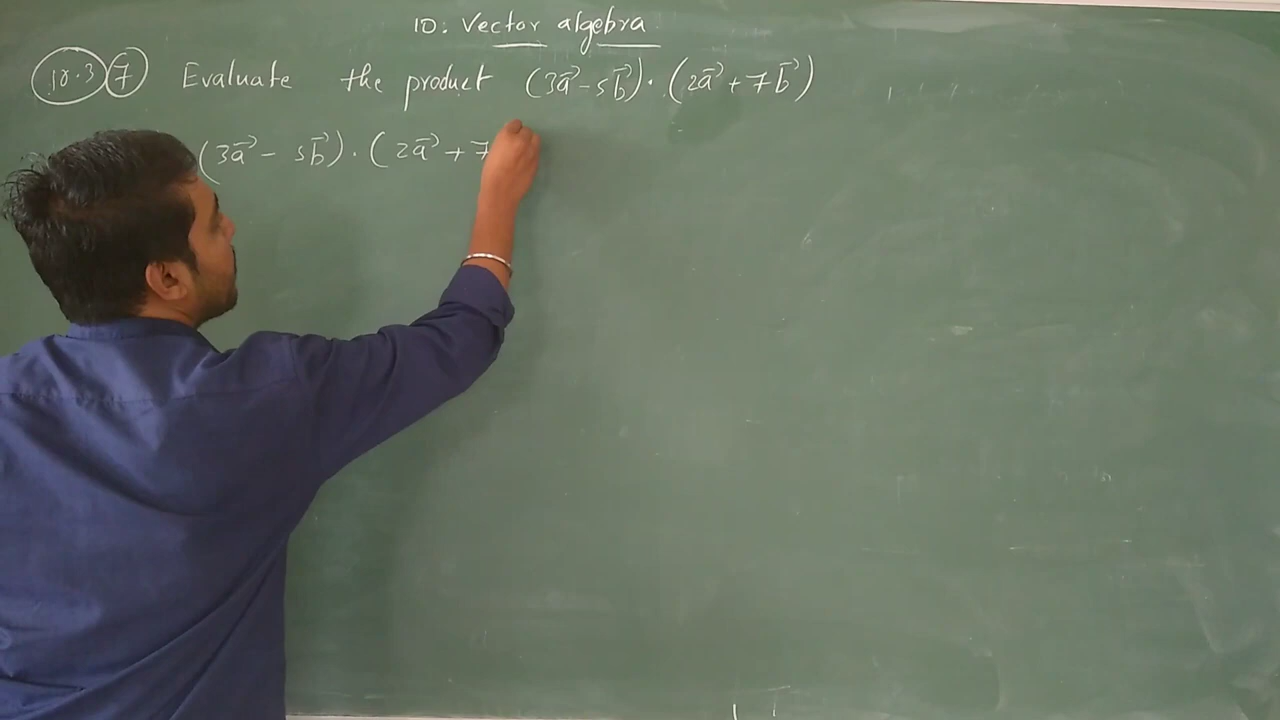 10: Vector algebra
10.3 7 Evaluate the product (3a⃗ - 5b⃗) · (2a⃗ + 7b⃗)
(3a⃗ - 5b⃗) · (2a⃗ + 7